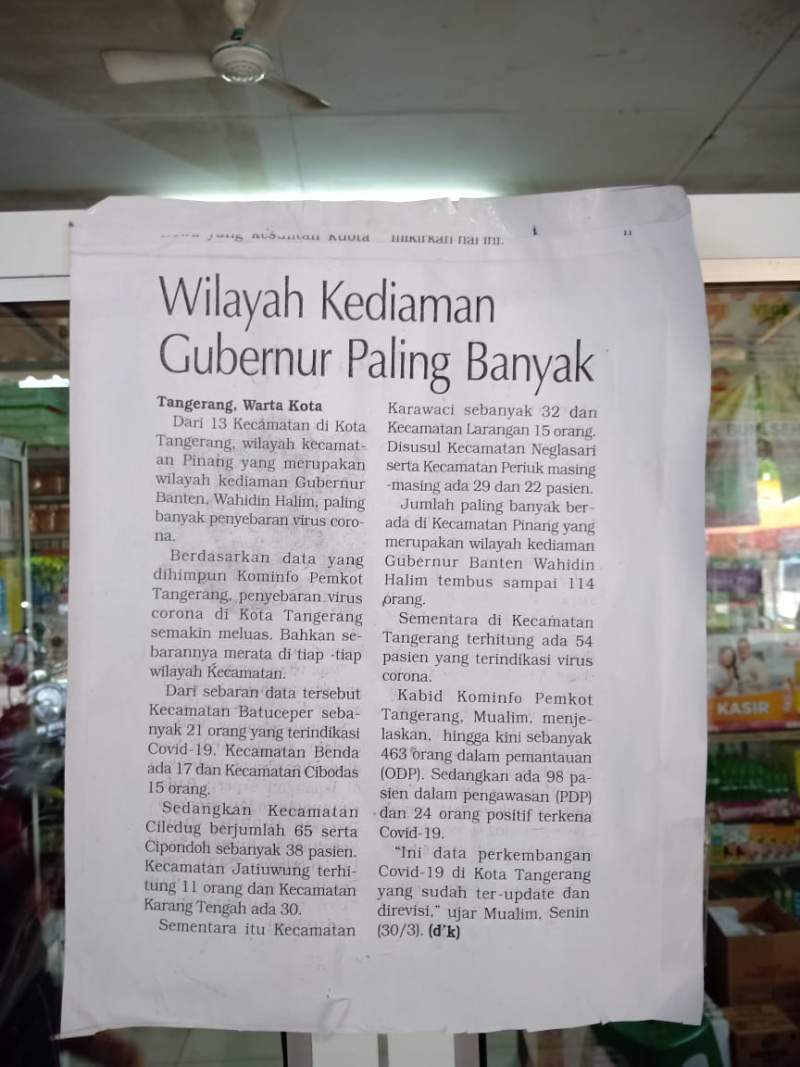 mikirkan hal ini.
Wilayah Kediaman
Gubernur Paling Banyak
Tangerang, Warta Kota
Dari 13 Kecamatan di Kota
Tangerang, wilayah kecamat-
an Pinang yang merupakan
wilayah kediaman Gubernur
Banten, Wahidin Halim, paling
banyak penyebaran virus coro-
na.
Berdasarkan data yang
dihimpun Kominfo Pemkot
Tangerang, penyebaran virus
corona di Kota Tangerang
semakin meluas. Bahkan se-
barannya merata di tiap -tiap
wilayah Kecamatan.
Dari sebaran data tersebut
Kecamatan Batuceper seba-
nyak 21 orang yang terindikasi
Covid-19. Kecamatan Benda
ada 17 dan Kecamatan Cibodas
15 orang.
Sedangkan Kecamatan
Ciledug berjumlah 65 serta
Cipondoh sebanyak 38 pasien.
Kecamatan Jatiuwung terhi-
tung 11 orang dan Kecamatan
Karang Tengah ada 30.
Sementara itu Kecamatan
Karawaci sebanyak 32 dan
Kecamatan Larangan 15 orang.
Disusul Kecamatan Neglasari
serta Kecamatan Periuk masing
-masing ada 29 dan 22 pasien.
Jumlah paling banyak ber-
ada di Kecamatan Pinang yang
merupakan wilayah kediaman
Gubernur Banten Wahidin
Halim tembus sampai 114
orang.
Sementara di Kecamatan
Tangerang terhitung ada 54
pasien yang terindikasi virus
corona.
Kabid Kominfo Pemkot
Tangerang, Mualim, menje-
laskan, hingga kini sebanyak
463 orang dalam pemantauan
(ODP). Sedangkan ada 98 pa-
sien dalam pengawasan (PDP)
dan 24 orang positif terkena
Covid-19.
"Ini data perkembangan
Covid-19 di Kota Tangerang
yang sudah ter-update dan
direvisi," ujar Mualim, Senin
(30/3). (d'k)
KASIR